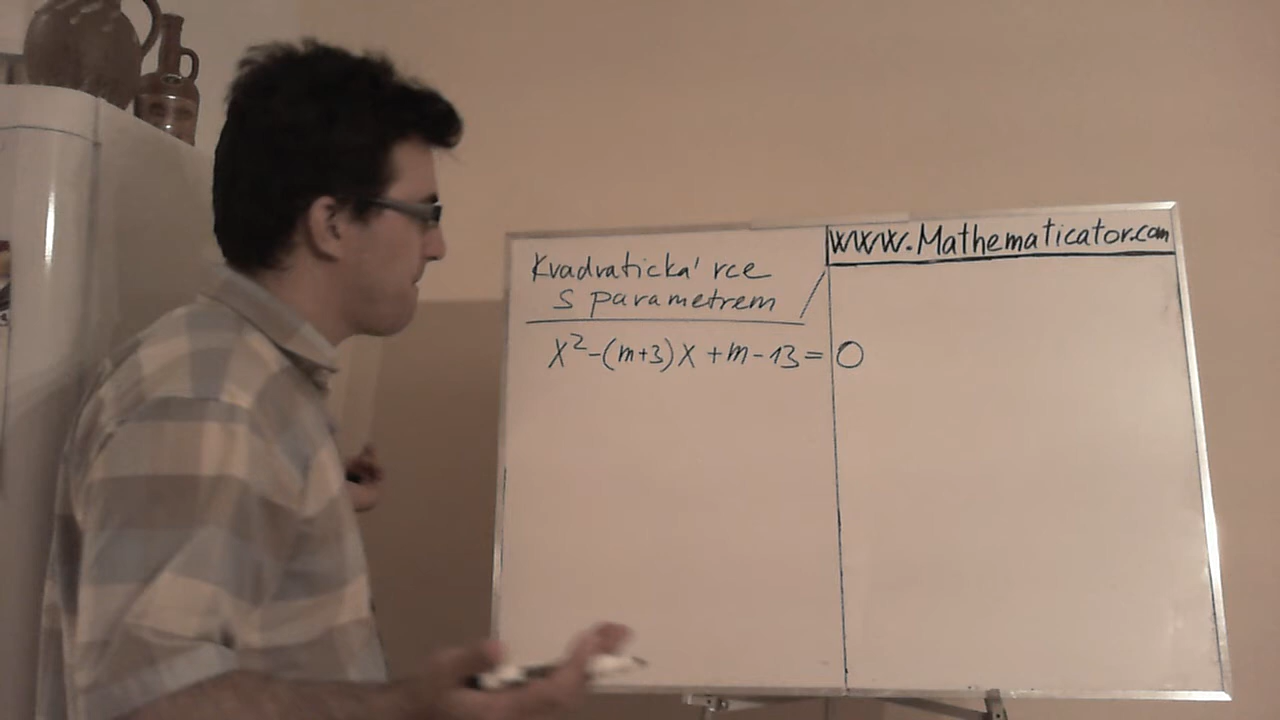 Kvadratická rce
s parametrem
www.Mathematicator.com
x²-(m+3)x+m-13=0